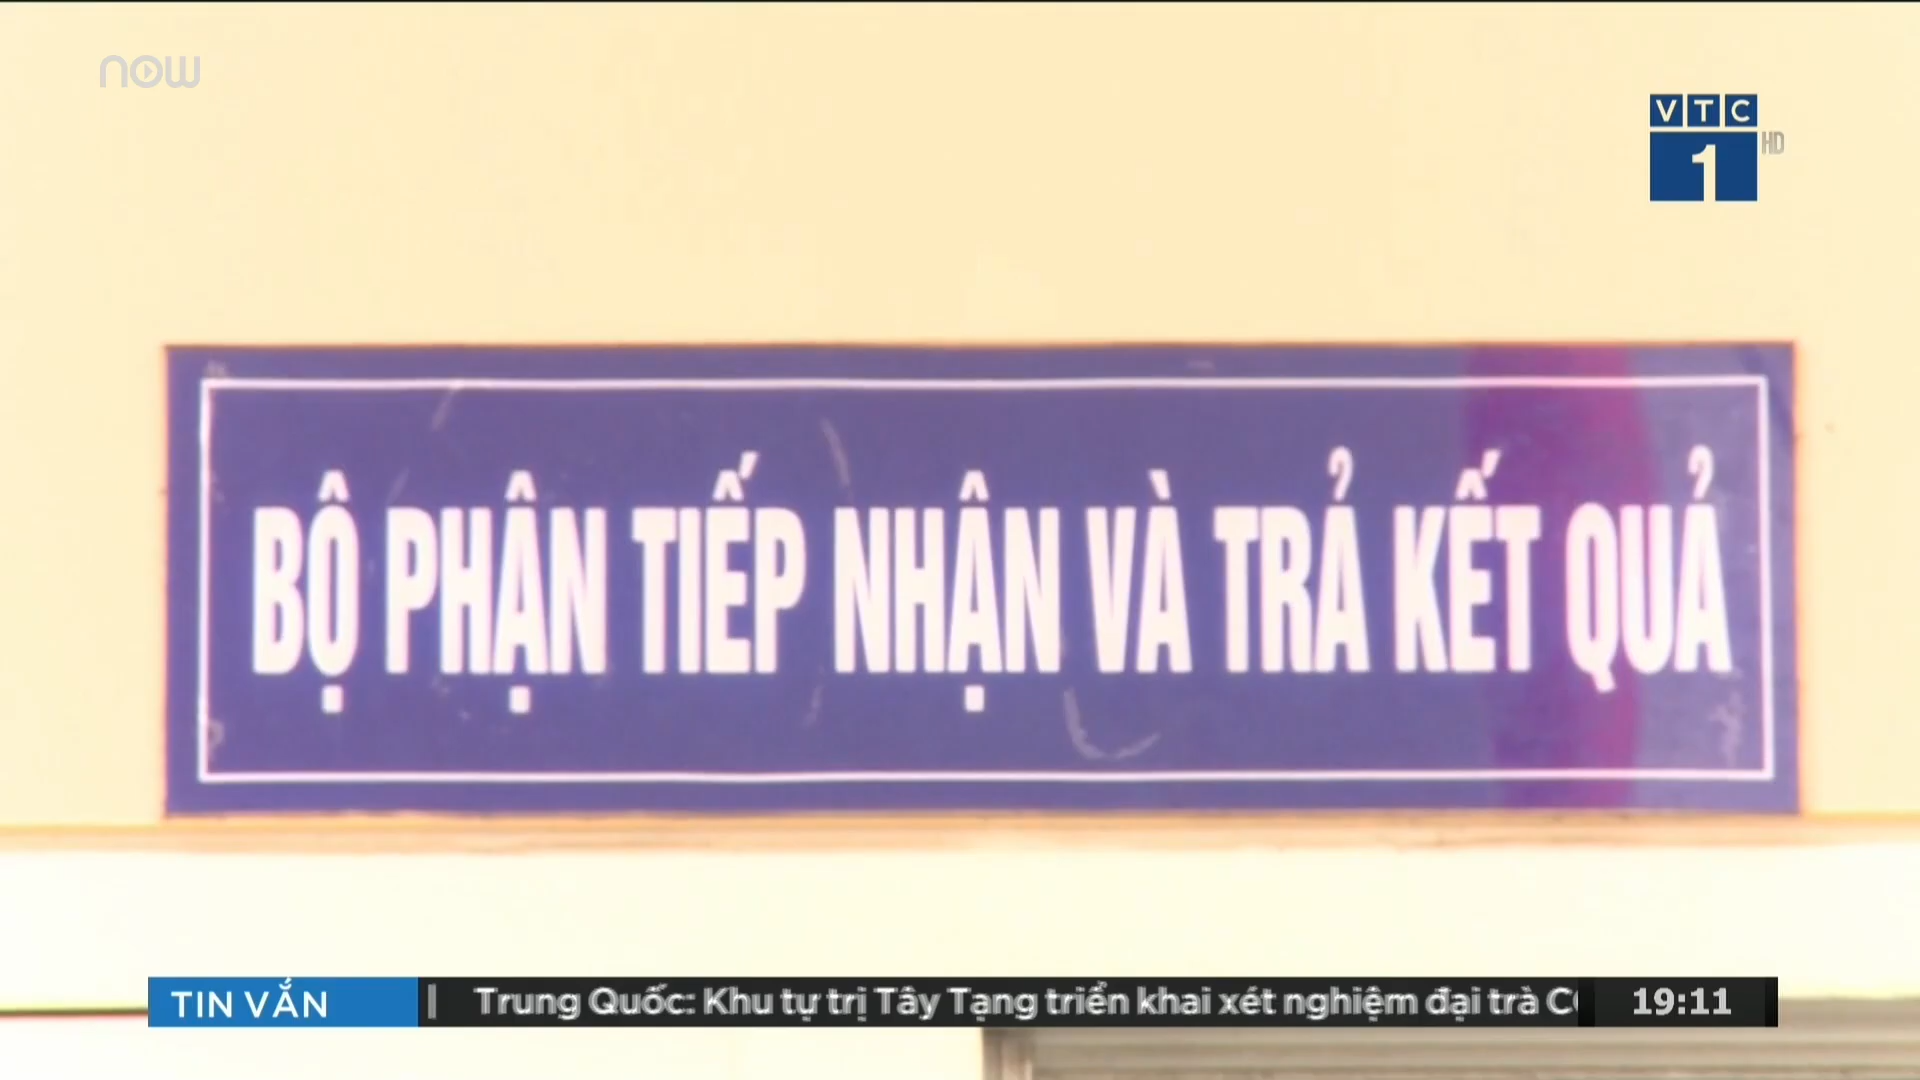 now
VTC
1 HD
BỘ PHẬN TIẾP NHẬN VÀ TRẢ KẾT QUẢ
TIN VẮN | Trung Quốc: Khu tự trị Tây Tạng triển khai xét nghiệm đại trà 19:11